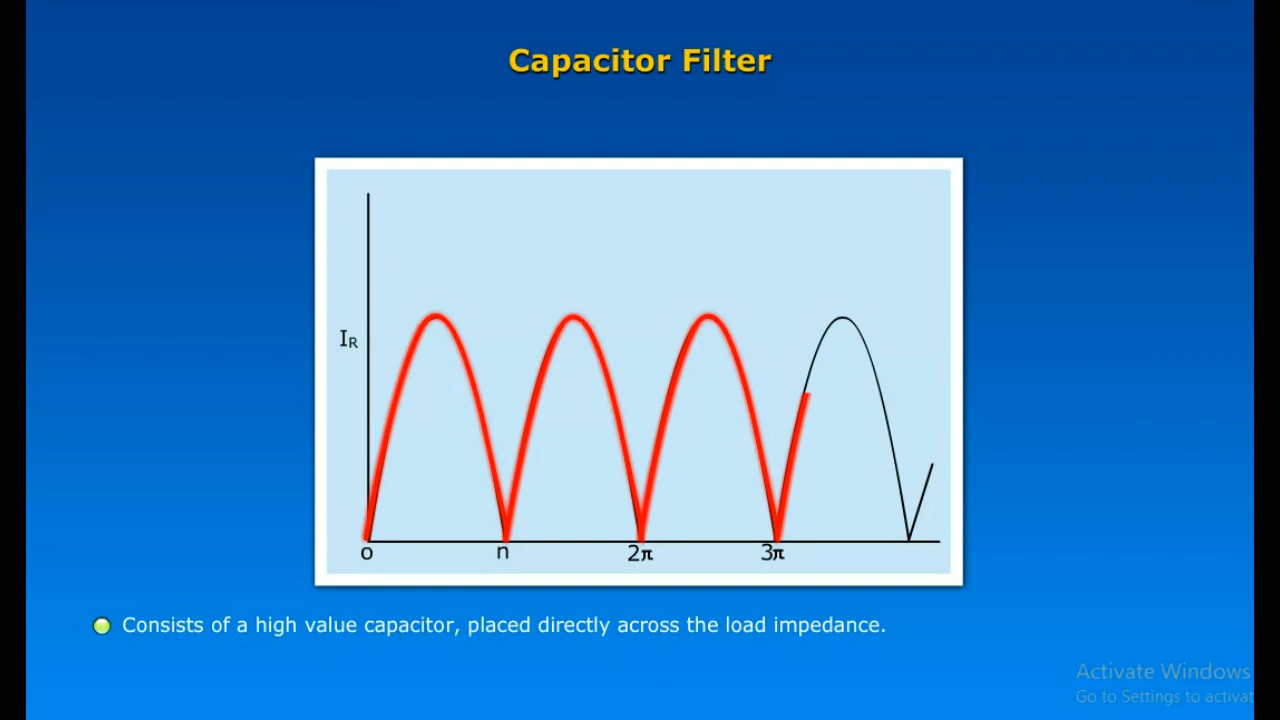 Capacitor Filter
IR
o n 2π 3π
Consists of a high value capacitor, placed directly across the load impedance.
Activate Windows
Go to Settings to activat